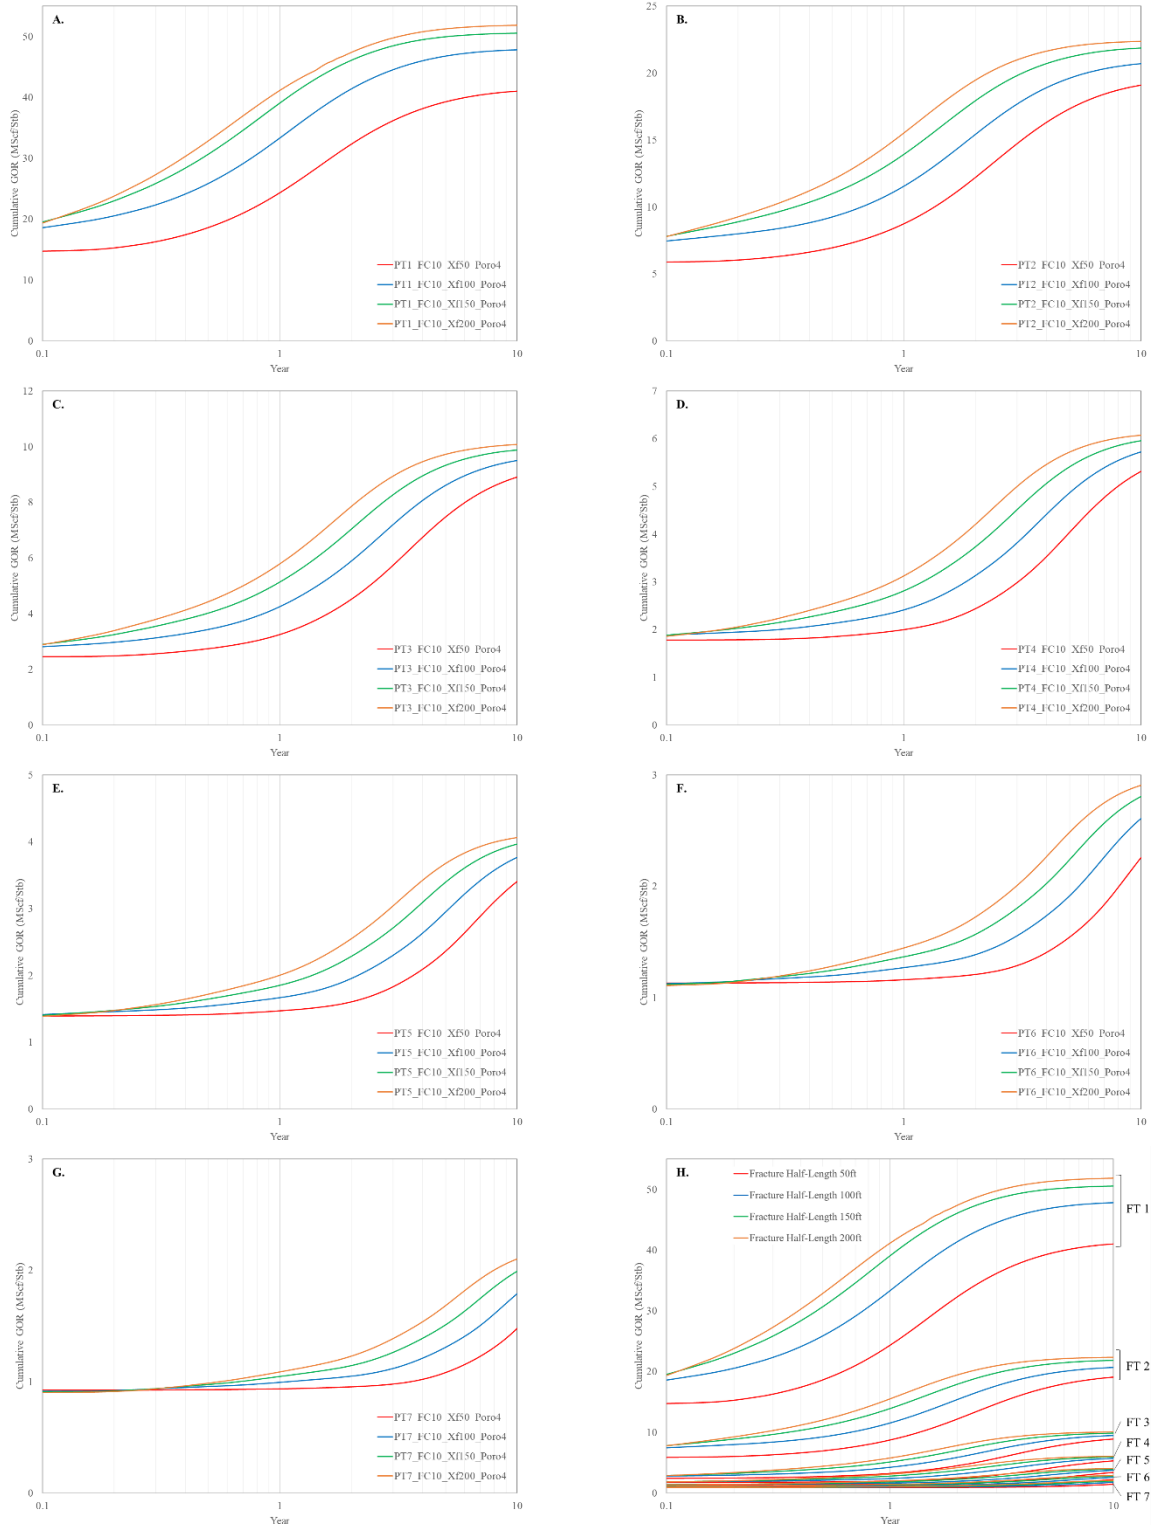 A.
Cumulative GOR (MScf/Stb)
50
40
30
20
10
0
PT1_FC10_Xf50_Poro4
PT1_FC10_Xf100_Poro4
PT1_FC10_Xf150_Poro4
PT1_FC10_Xf200_Poro4
0.1
1
10
Year
B.
Cumulative GOR (MScf/Stb)
25
20
15
10
5
0
PT2_FC10_Xf50_Poro4
PT2_FC10_Xf100_Poro4
PT2_FC10_Xf150_Poro4
PT2_FC10_Xf200_Poro4
0.1
1
10
Year
C.
Cumulative GOR (MScf/Stb)
12
10
8
6
4
2
0
PT3_FC10_Xf50_Poro4
PT3_FC10_Xf100_Poro4
PT3_FC10_Xf150_Poro4
PT3_FC10_Xf200_Poro4
0.1
1
10
Year
D.
Cumulative GOR (MScf/Stb)
7
6
5
4
3
2
1
0
PT4_FC10_Xf50_Poro4
PT4_FC10_Xf100_Poro4
PT4_FC10_Xf150_Poro4
PT4_FC10_Xf200_Poro4
0.1
1
10
Year
E.
Cumulative GOR (MScf/Stb)
5
4
3
2
1
0
PT5_FC10_Xf50_Poro4
PT5_FC10_Xf100_Poro4
PT5_FC10_Xf150_Poro4
PT5_FC10_Xf200_Poro4
0.1
1
10
Year
F.
Cumulative GOR (MScf/Stb)
3
2
1
0
PT6_FC10_Xf50_Poro4
PT6_FC10_Xf100_Poro4
PT6_FC10_Xf150_Poro4
PT6_FC10_Xf200_Poro4
0.1
1
10
Year
G.
Cumulative GOR (MScf/Stb)
3
2
1
0
PT7_FC10_Xf50_Poro4
PT7_FC10_Xf100_Poro4
PT7_FC10_Xf150_Poro4
PT7_FC10_Xf200_Poro4
0.1
1
10
Year
H.
Cumulative GOR (MScf/Stb)
50
40
30
20
10
0
Fracture Half-Length 50ft
Fracture Half-Length 100ft
Fracture Half-Length 150ft
Fracture Half-Length 200ft
FT 1
FT 2
FT 3
FT 4
FT 5
FT 6
FT 7
0.1
1
10
Year